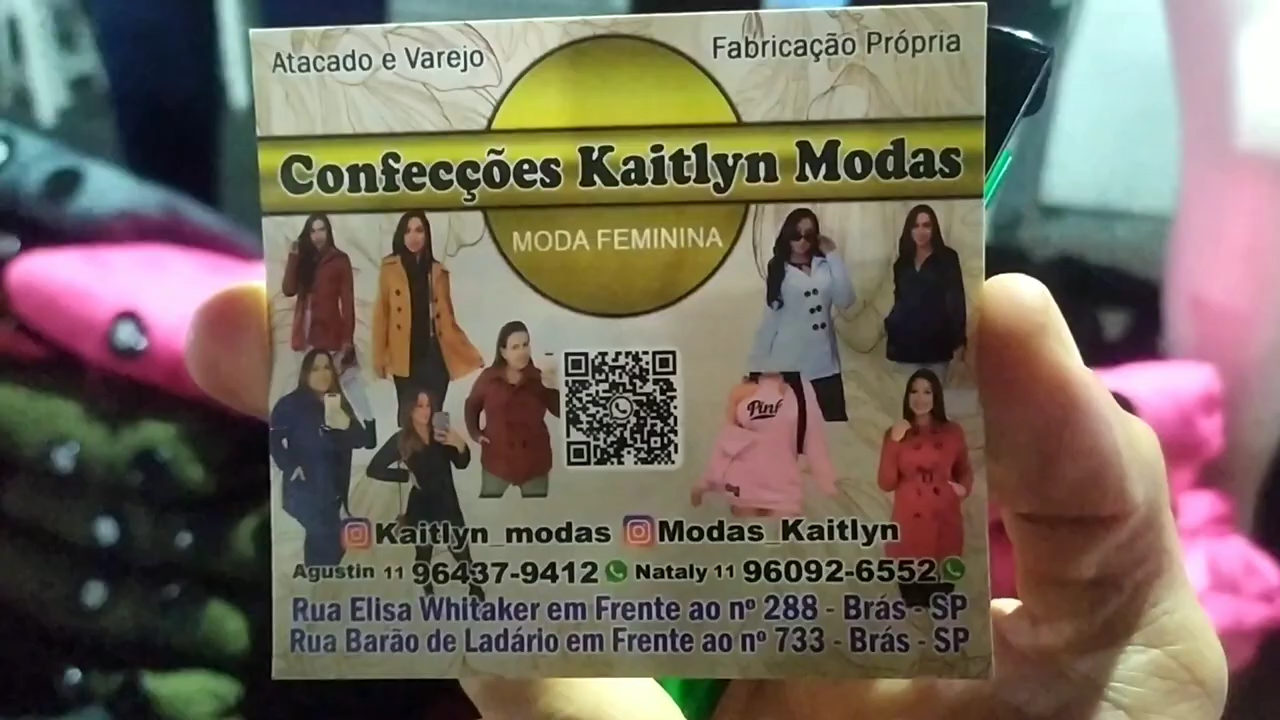 Atacado e Varejo
Fabricação Própria
Confecções Kaitlyn Modas
MODA FEMININA
Pink
Kaitlyn_modas Modas_Kaitlyn
Agustin 11 96437-9412 Nataly 11 96092-6552
Rua Elisa Whitaker em Frente ao nº 288 - Brás - SP
Rua Barão de Ladário em Frente ao nº 733 - Brás - SP